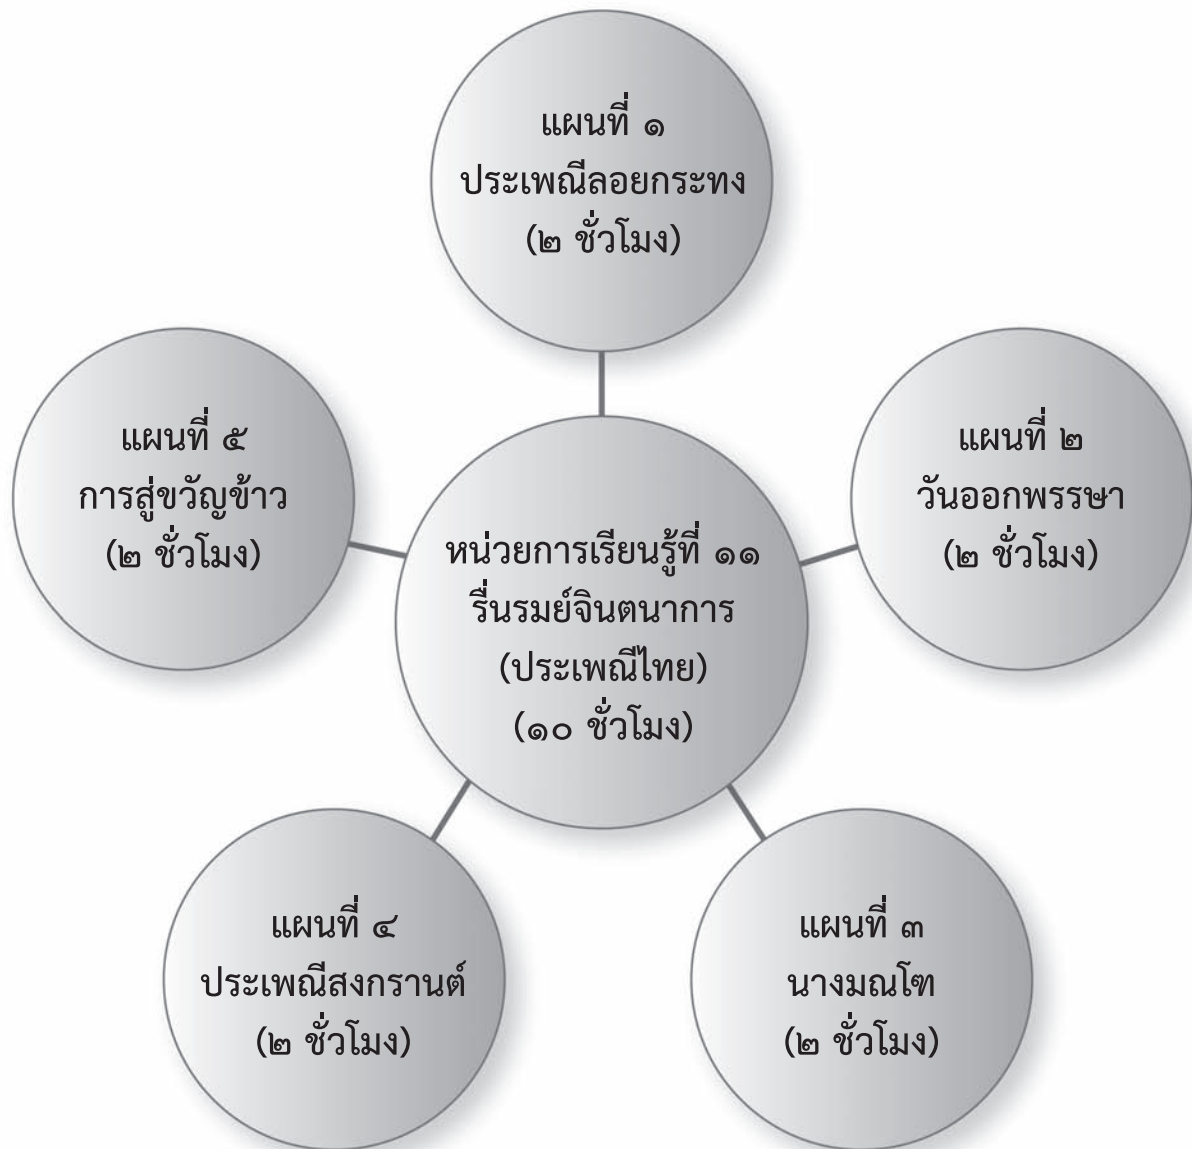 แผนที่ ๑
ประเพณีลอยกระทง
(๒ ชั่วโมง)
แผนที่ ๒
วันออกพรรษา
(๒ ชั่วโมง)
แผนที่ ๓
นางมณโฑ
(๒ ชั่วโมง)
แผนที่ ๔
ประเพณีสงกรานต์
(๒ ชั่วโมง)
แผนที่ ๕
การสู่ขวัญข้าว
(๒ ชั่วโมง)
หน่วยการเรียนรู้ที่ ๑๑
รื่นรมย์จินตนาการ
(ประเพณีไทย)
(๑๐ ชั่วโมง)